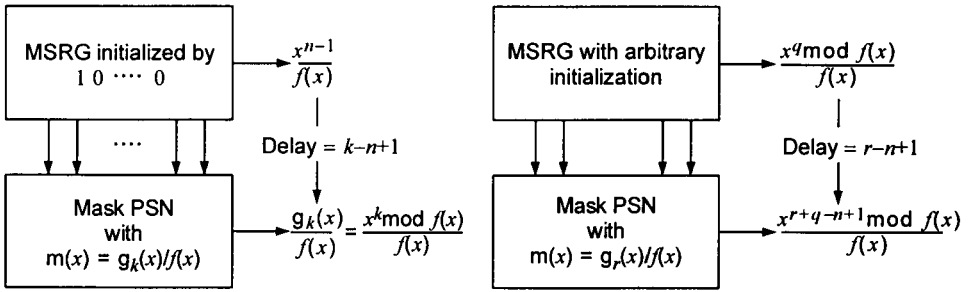 MSRG initialized by
1 0 ···· 0
x^{n−1}
f(x)
····
Delay = k−n+1
Mask PSN
with
m(x) = g_k(x)/f(x)
g_k(x) = x^k mod f(x)
f(x) f(x)
MSRG with arbitrary
initialization
x^q mod f(x)
f(x)
Delay = r−n+1
Mask PSN
with
m(x) = g_r(x)/f(x)
x^{r+q−n+1} mod f(x)
f(x)